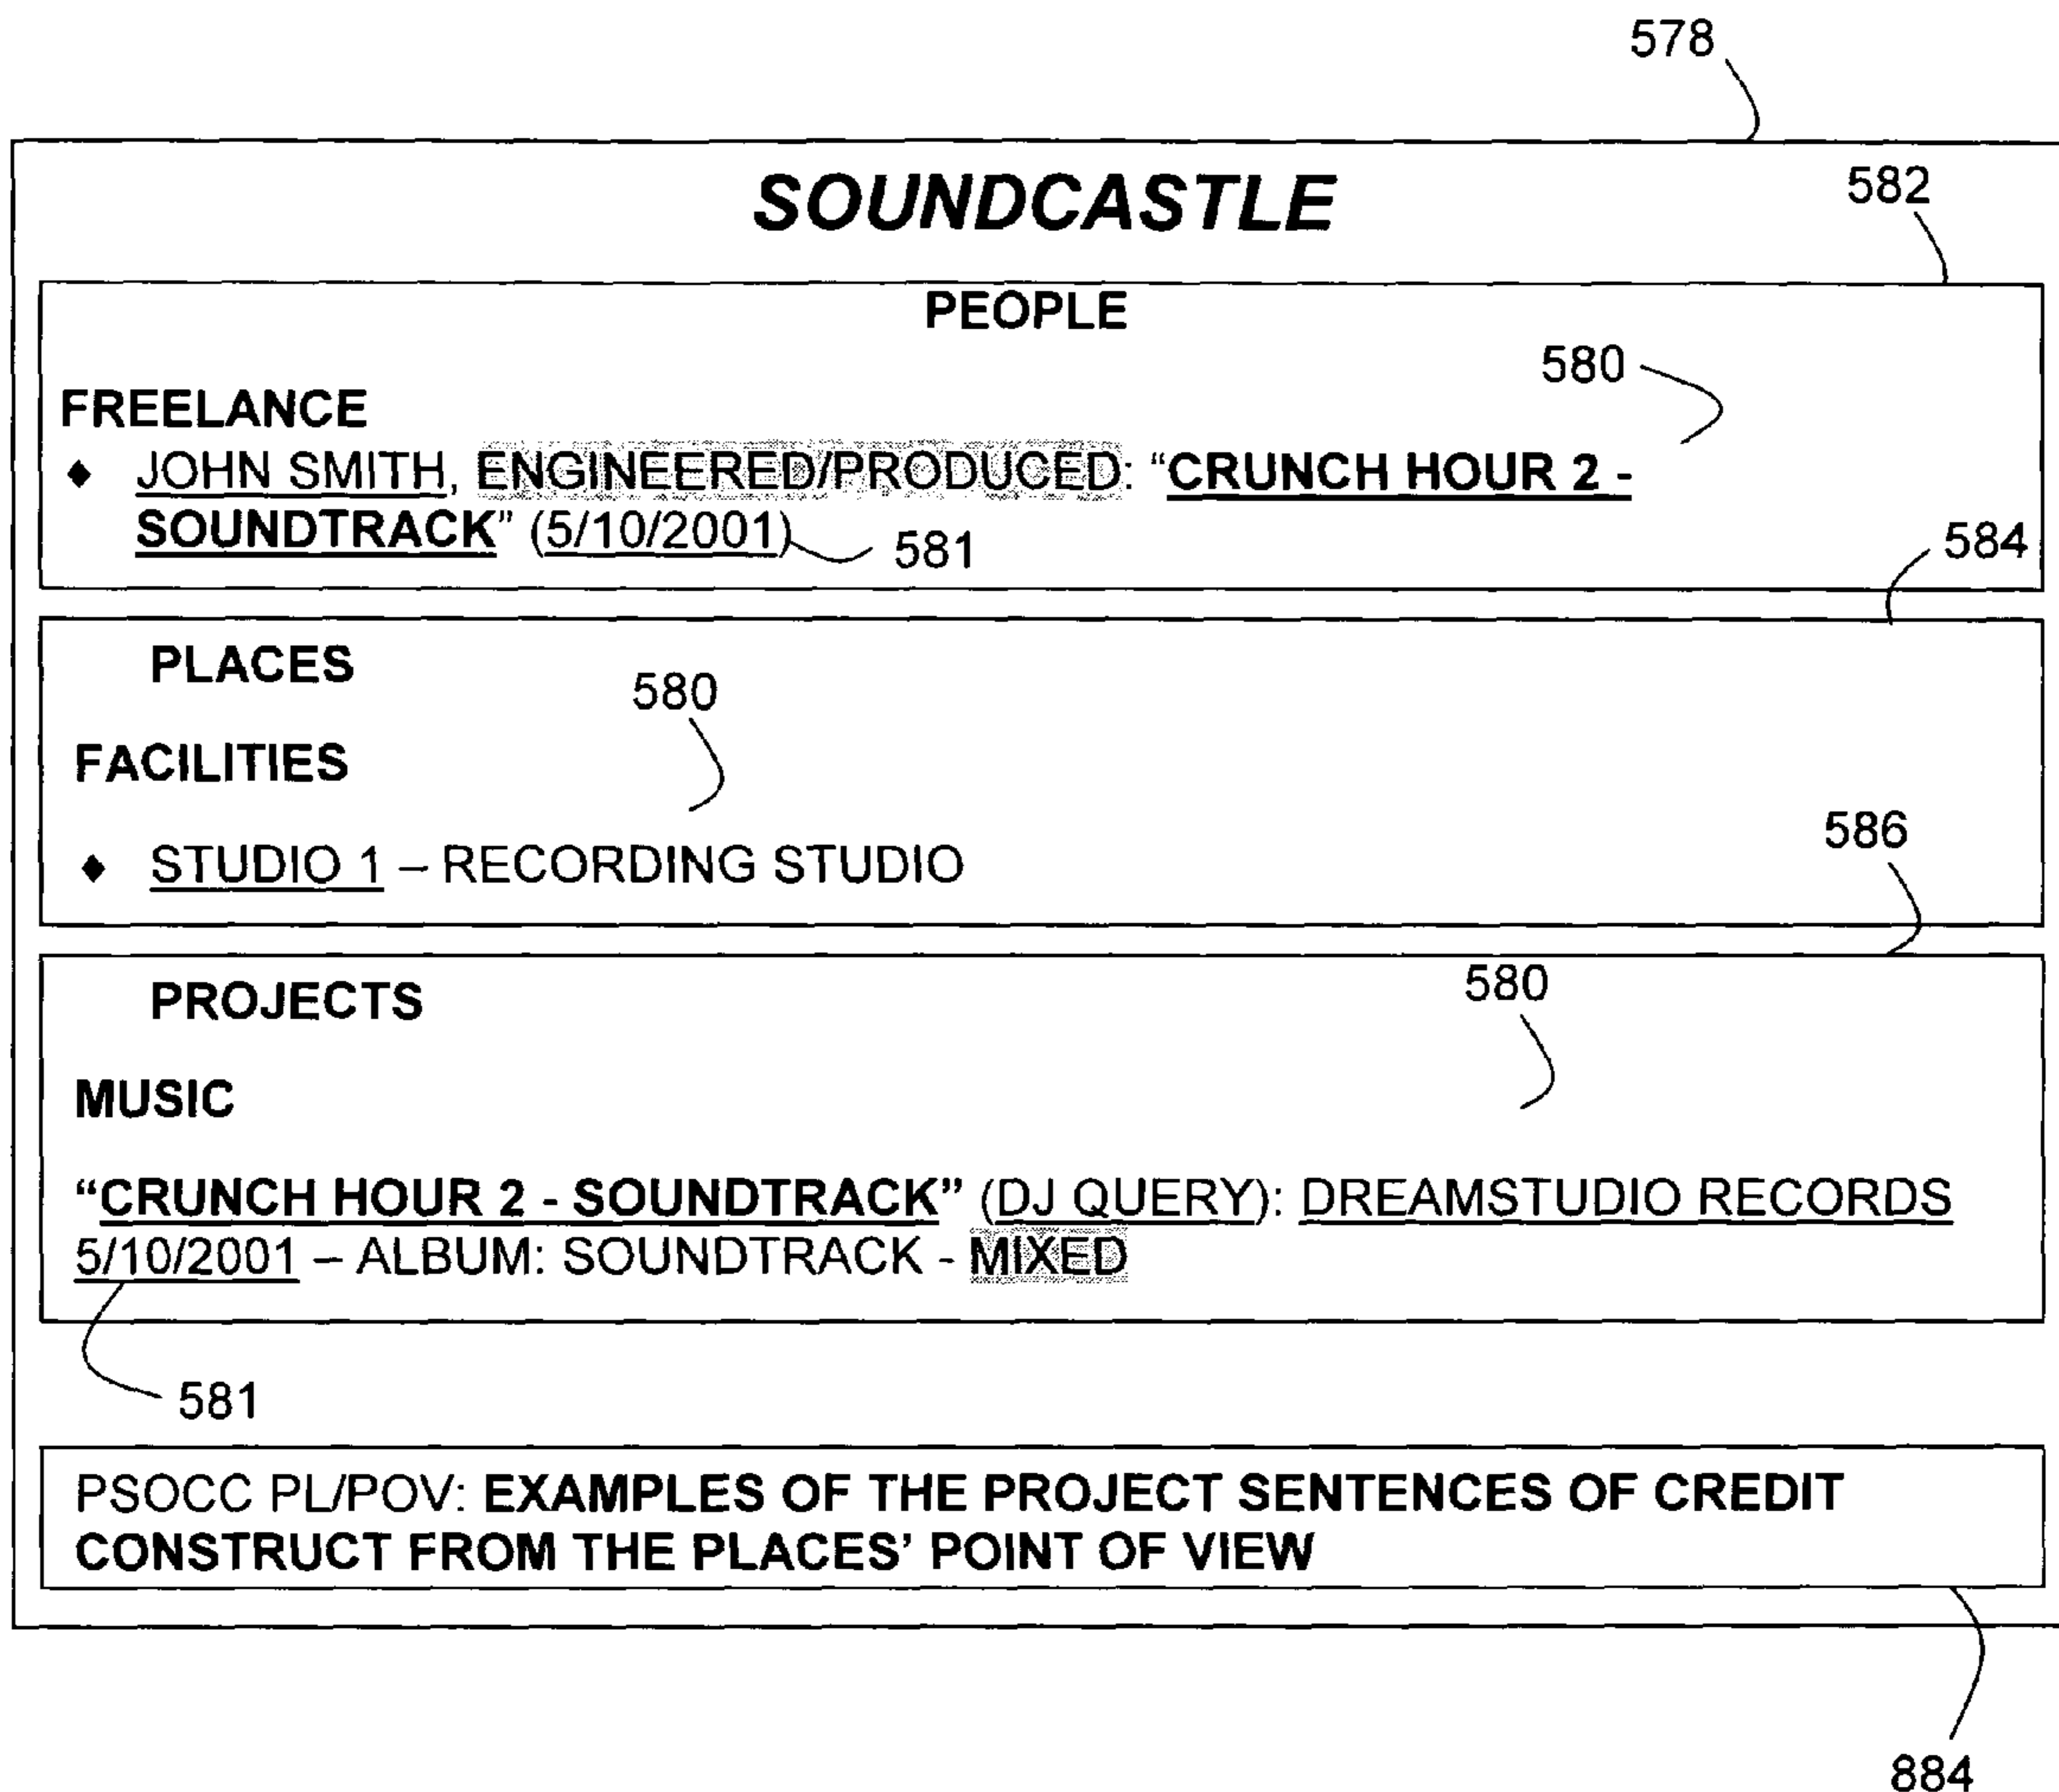 578
SOUNDCASTLE
582
PEOPLE
580
FREELANCE
♦ JOHN SMITH, ENGINEERED/PRODUCED: “CRUNCH HOUR 2 -
SOUNDTRACK” (5/10/2001)
581
584
PLACES
580
FACILITIES
586
♦ STUDIO 1 – RECORDING STUDIO
PROJECTS
580
MUSIC
“CRUNCH HOUR 2 - SOUNDTRACK” (DJ QUERY): DREAMSTUDIO RECORDS
5/10/2001 – ALBUM: SOUNDTRACK - MIXED
581
PSOCC PL/POV: EXAMPLES OF THE PROJECT SENTENCES OF CREDIT
CONSTRUCT FROM THE PLACES’ POINT OF VIEW
884